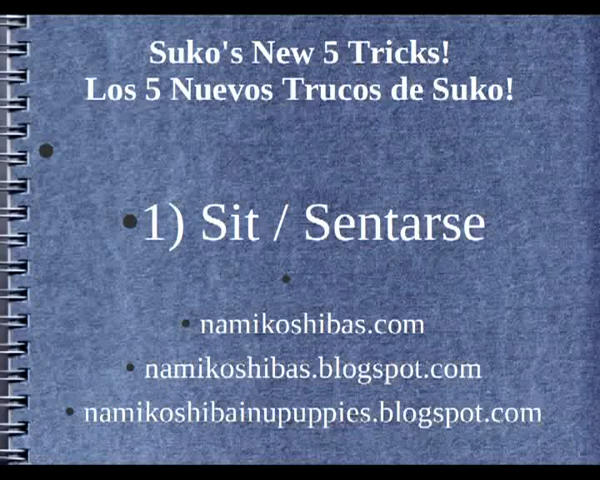 Suko's New 5 Tricks!
Los 5 Nuevos Trucos de Suko!
1) Sit / Sentarse
namikoshibas.com
namikoshibas.blogspot.com
namikoshibainupuppies.blogspot.com